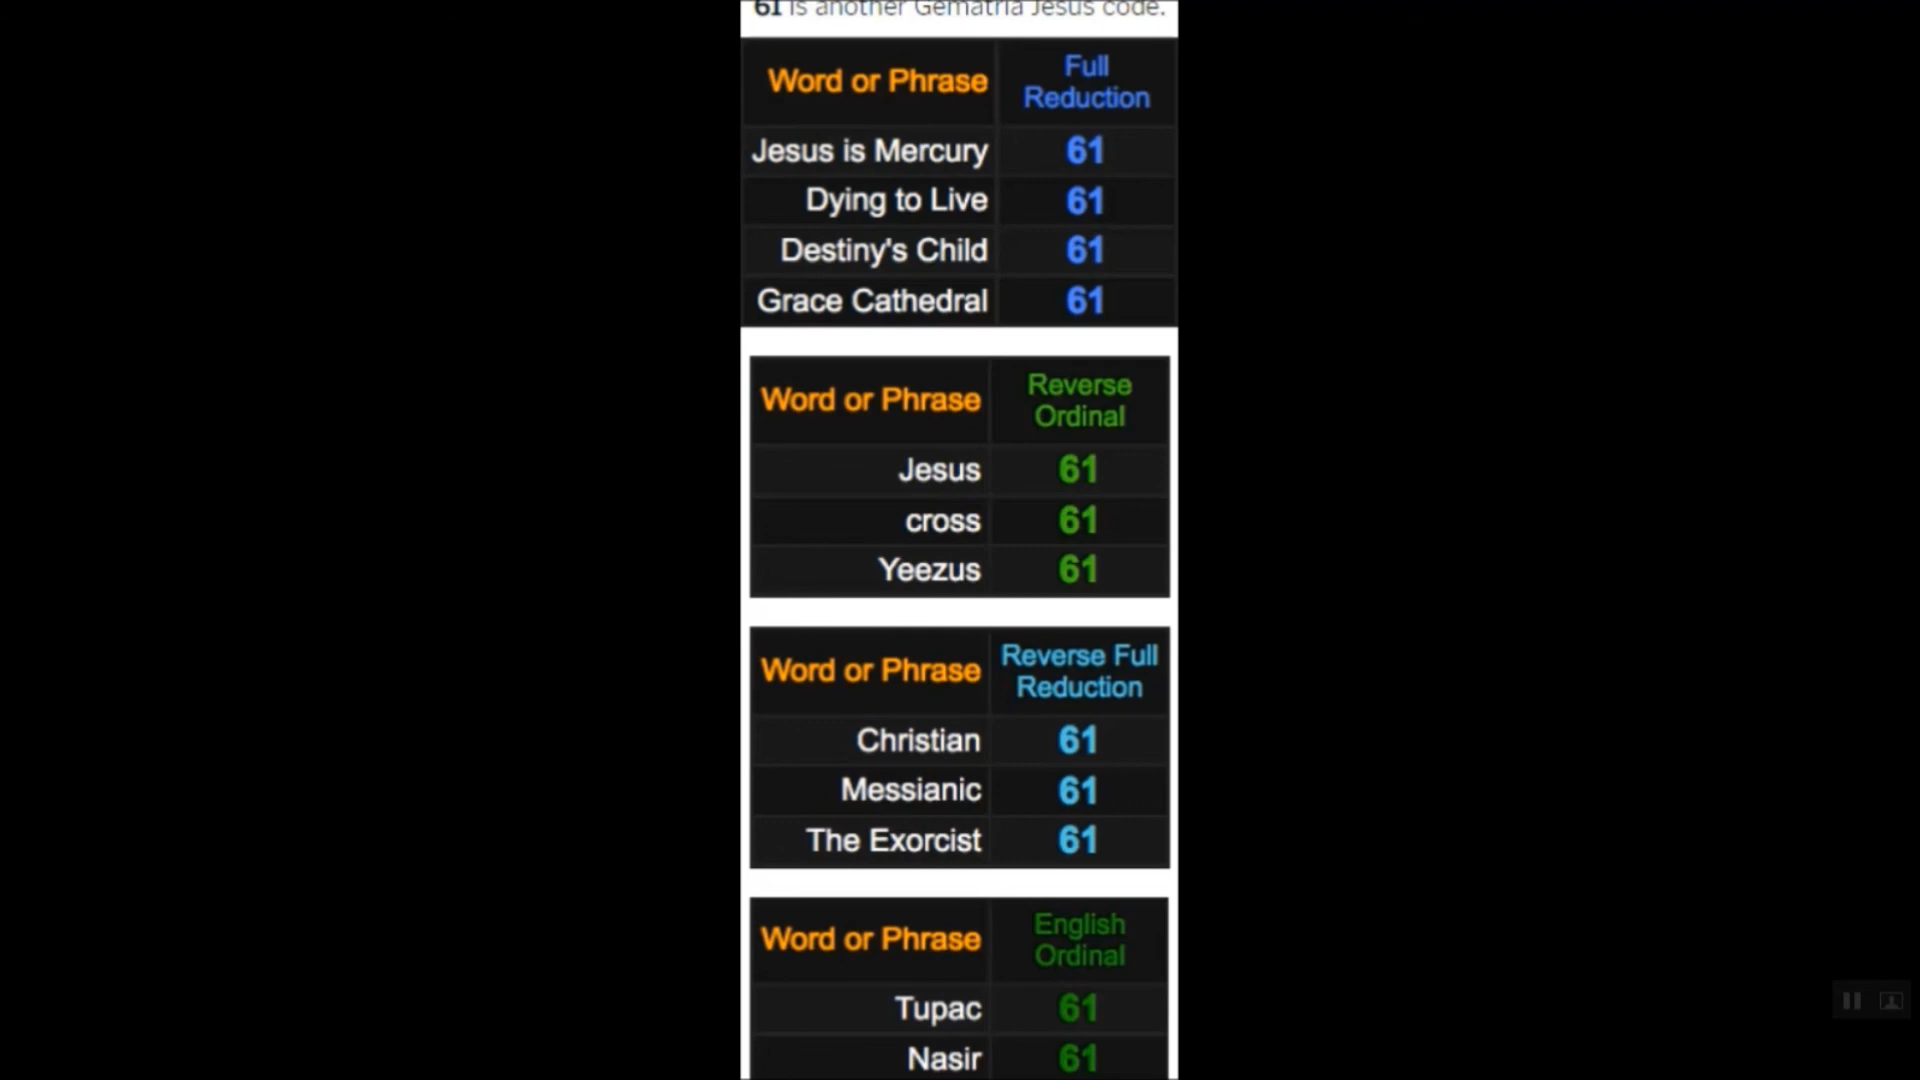 61 is another Gematria Jesus code.
Word or Phrase Full Reduction
Jesus is Mercury 61
Dying to Live 61
Destiny's Child 61
Grace Cathedral 61
Word or Phrase Reverse Ordinal
Jesus 61
cross 61
Yeezus 61
Word or Phrase Reverse Full Reduction
Christian 61
Messianic 61
The Exorcist 61
Word or Phrase English Ordinal
Tupac 61
Nasir 61